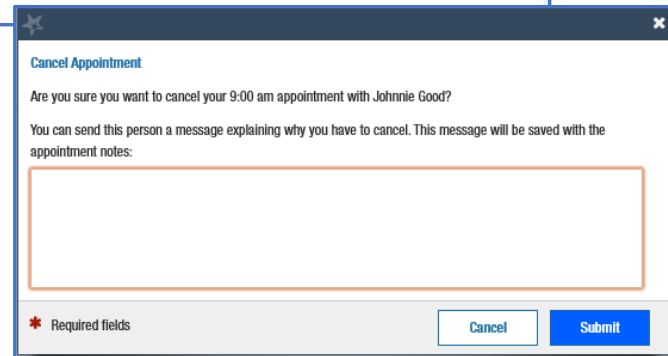 Cancel Appointment
Are you sure you want to cancel your 9:00 am appointment with Johnnie Good?
You can send this person a message explaining why you have to cancel. This message will be saved with the
appointment notes:
* Required fields
Cancel
Submit